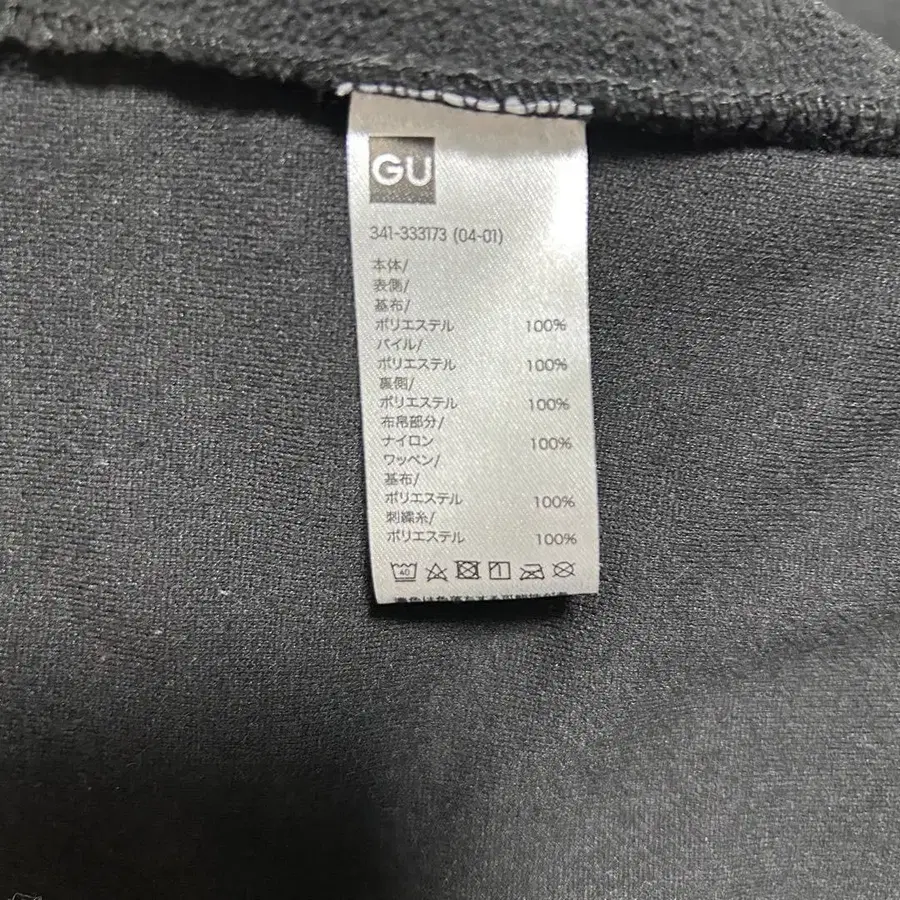 GU
341-333173 (04-01)
本体/
表側/
基布/
ポリエステル 100%
パイル/
ポリエステル 100%
裏側/
ポリエステル 100%
布帛部分/
ナイロン 100%
ワッペン/
基布/
ポリエステル 100%
刺繍糸/
ポリエステル 100%
40